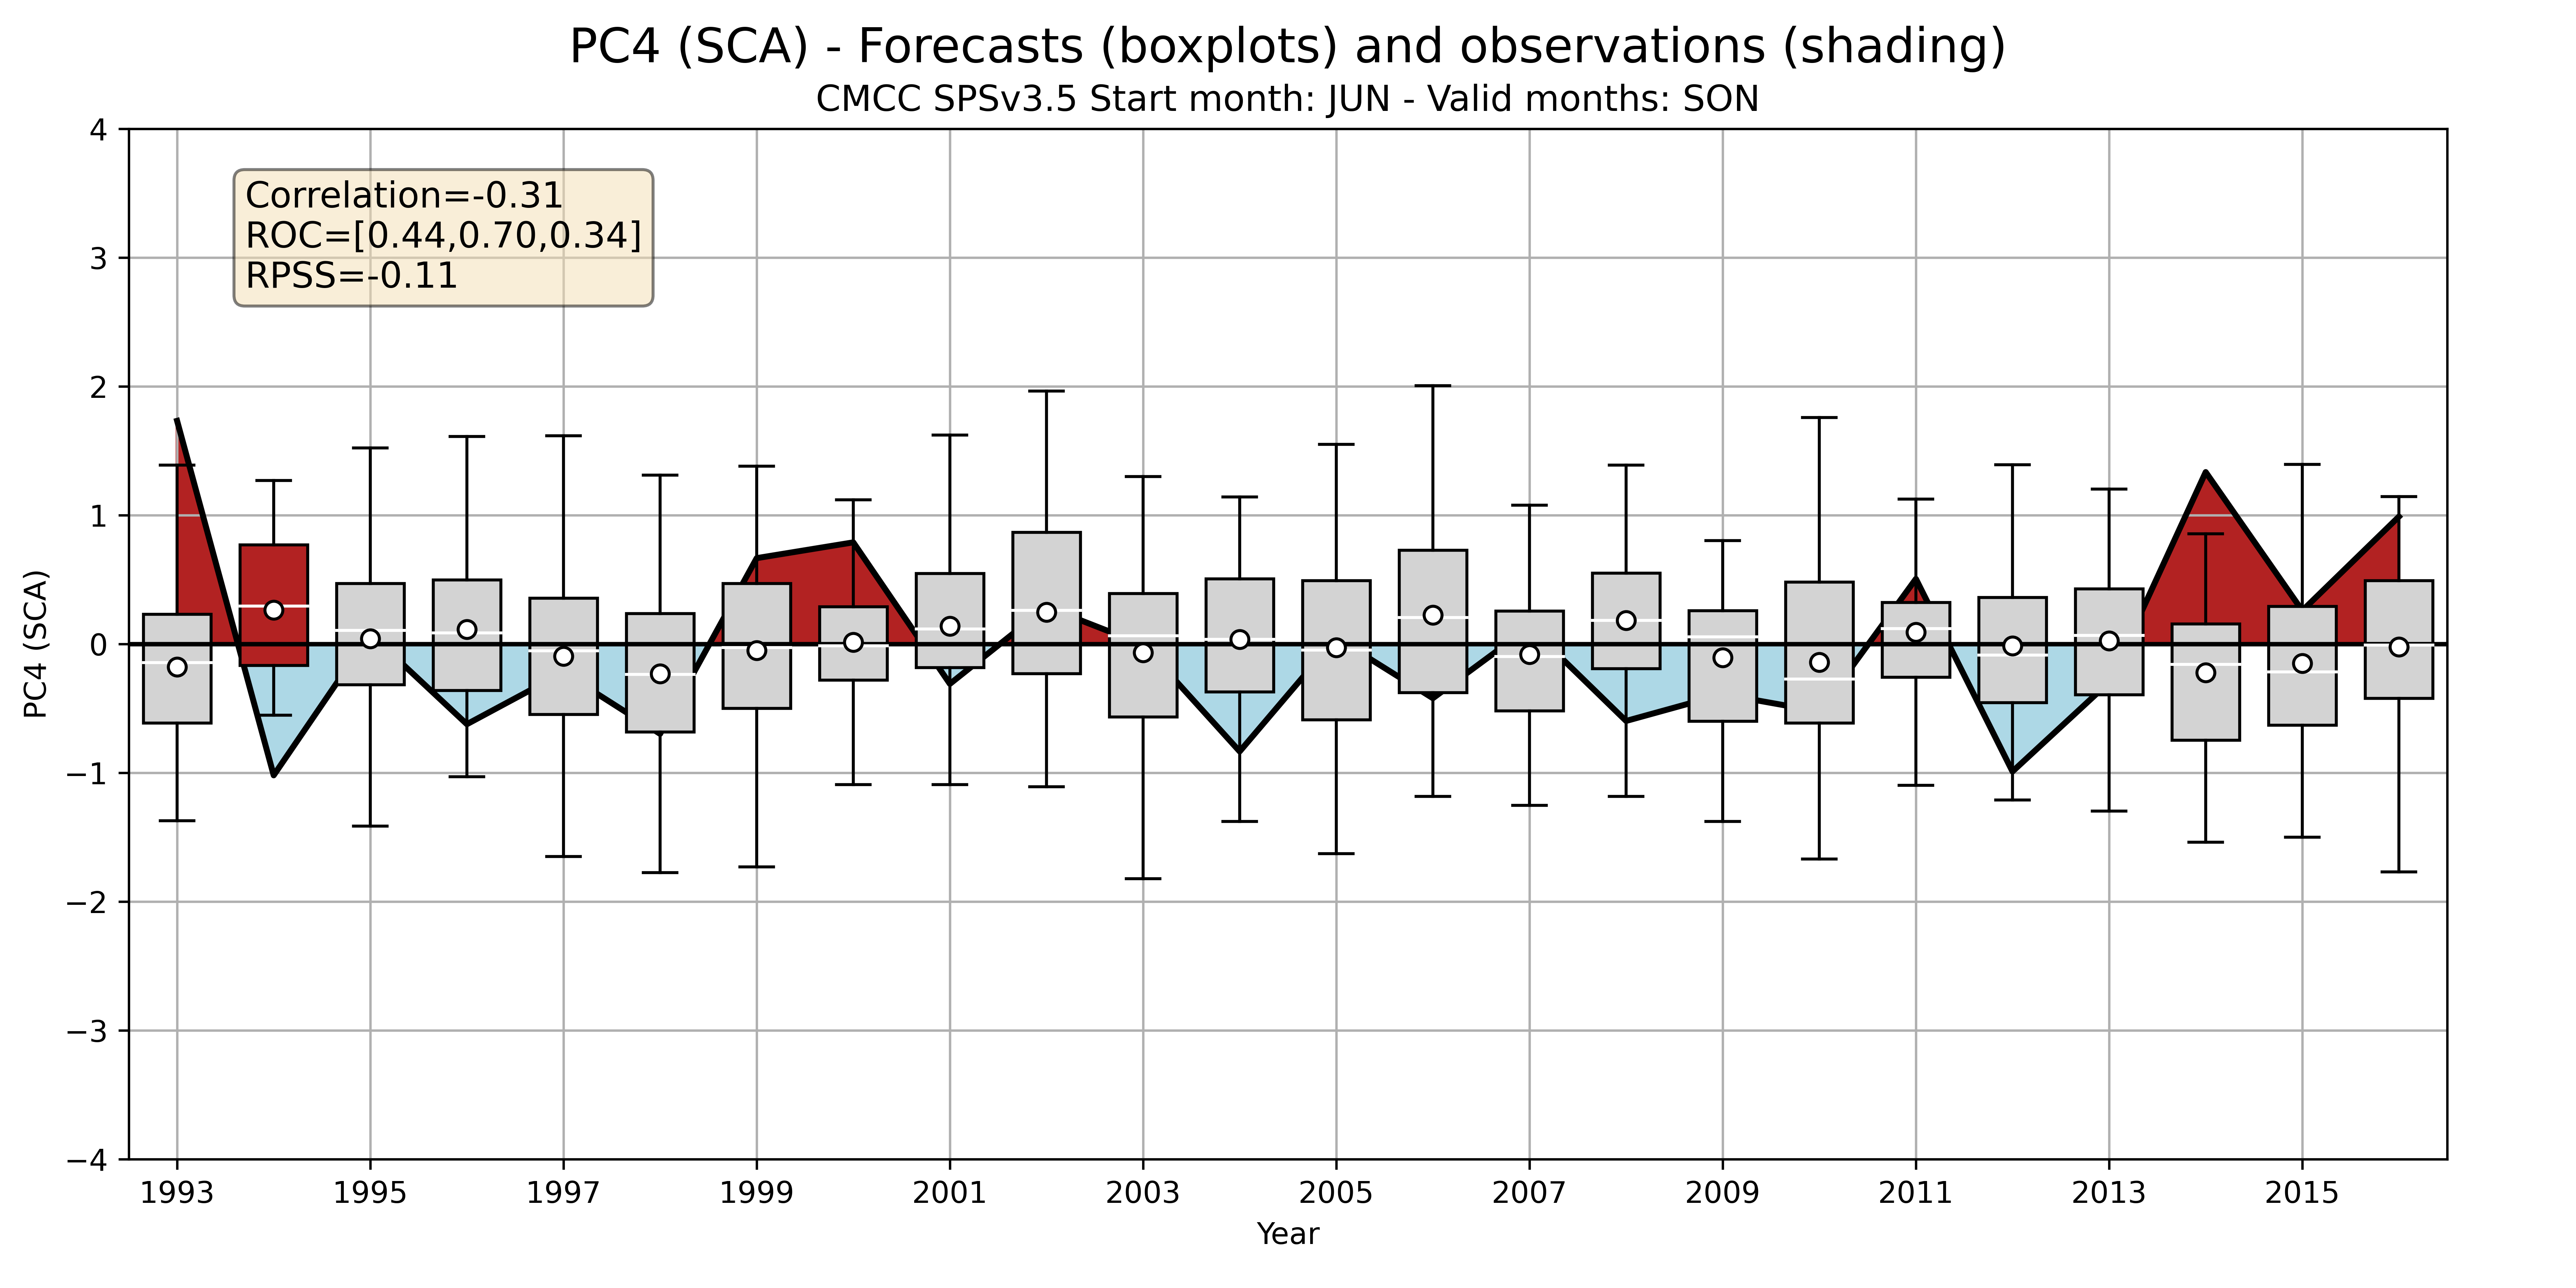 PC4 (SCA) - Forecasts (boxplots) and observations (shading)
CMCC SPSv3.5 Start month: JUN - Valid months: SON
Correlation=-0.31
ROC=[0.44,0.70,0.34]
RPSS=-0.11
PC4 (SCA)
4
3
2
1
0
−1
−2
−3
−4
1993 1995 1997 1999 2001 2003 2005 2007 2009 2011 2013 2015
Year